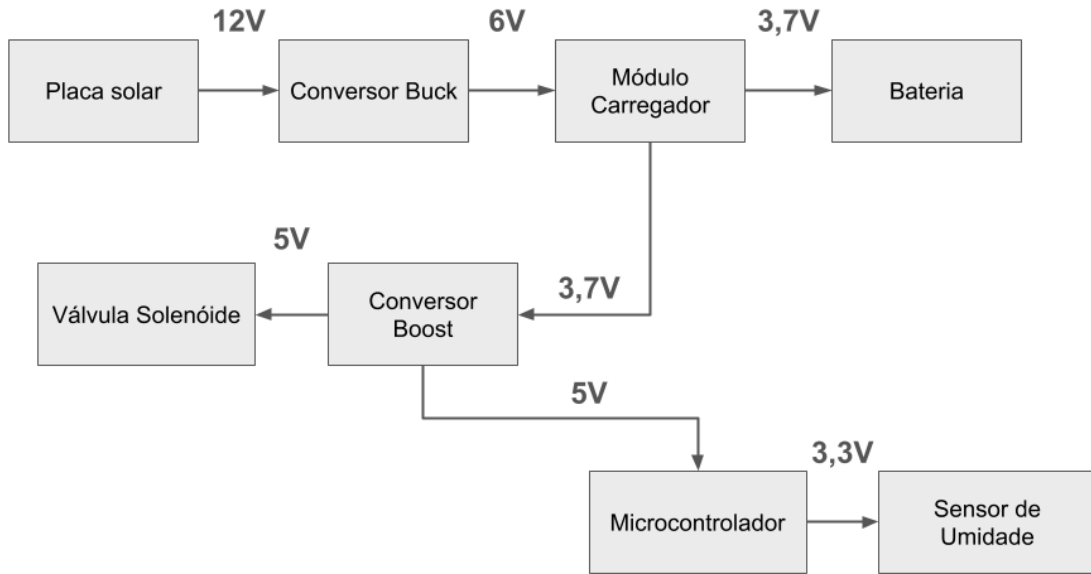 12V
6V
3,7V
Placa solar
Conversor Buck
Módulo
Carregador
Bateria
5V
Válvula Solenóide
Conversor
Boost
3,7V
5V
3,3V
Microcontrolador
Sensor de
Umidade